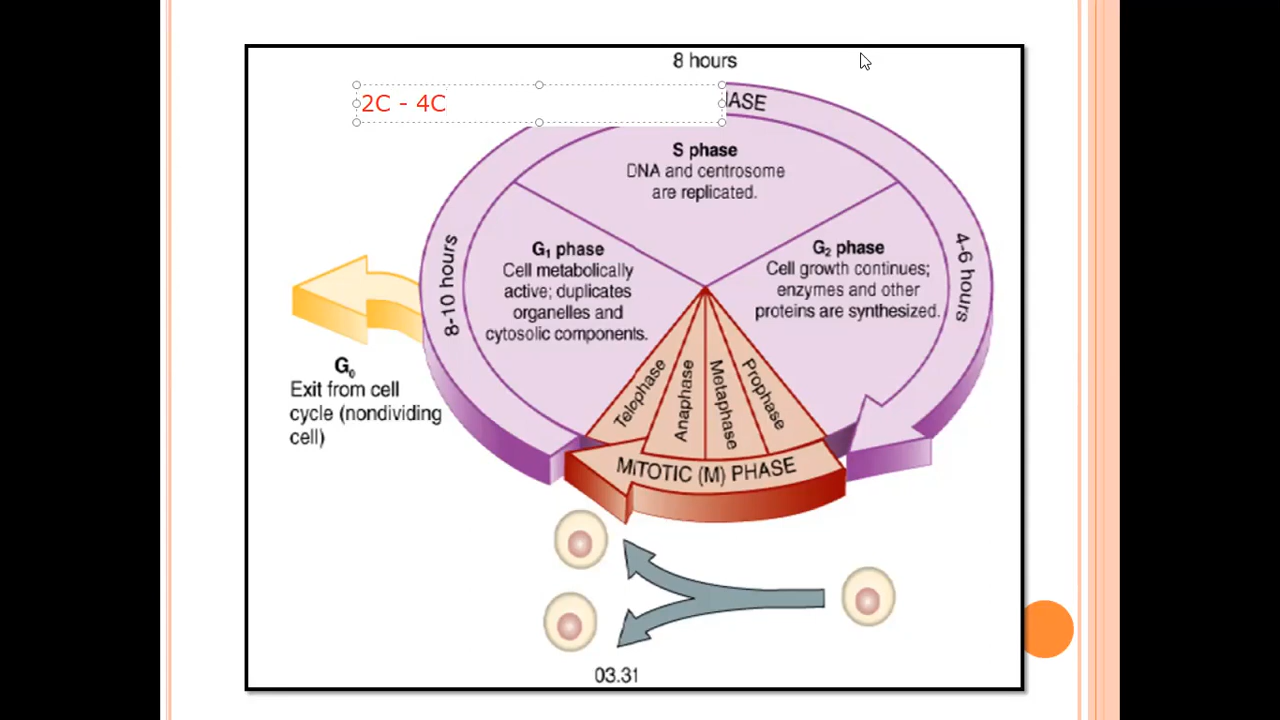 8 hours
2C - 4C
S phase
DNA and centrosome
are replicated.
4-6 hours
8-10 hours
G₁ phase
Cell metabolically
active; duplicates
organelles and
cytosolic components.
G₂ phase
Cell growth continues;
enzymes and other
proteins are synthesized.
G₀
Exit from cell
cycle (nondividing
cell)
Telophase
Anaphase
Metaphase
Prophase
MITOTIC (M) PHASE
03.31